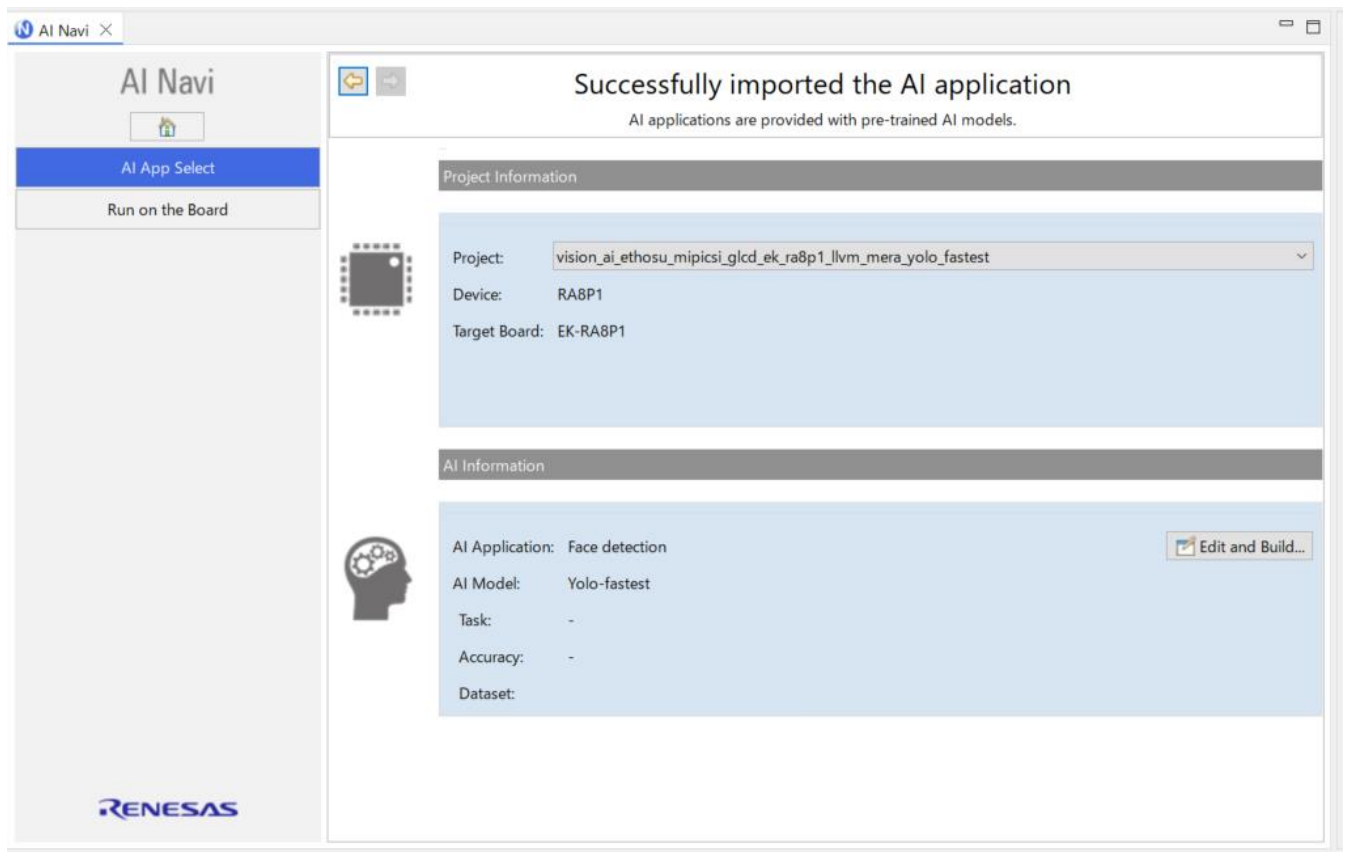 AI Navi
AI Navi
AI App Select
Run on the Board
RENESAS
Successfully imported the AI application
AI applications are provided with pre-trained AI models.
Project Information
Project: vision_ai_ethosu_mipicsi_glcd_ek_ra8p1_llvm_mera_yolo_fastest
Device: RA8P1
Target Board: EK-RA8P1
AI Information
AI Application: Face detection
Edit and Build...
AI Model: Yolo-fastest
Task: -
Accuracy: -
Dataset: